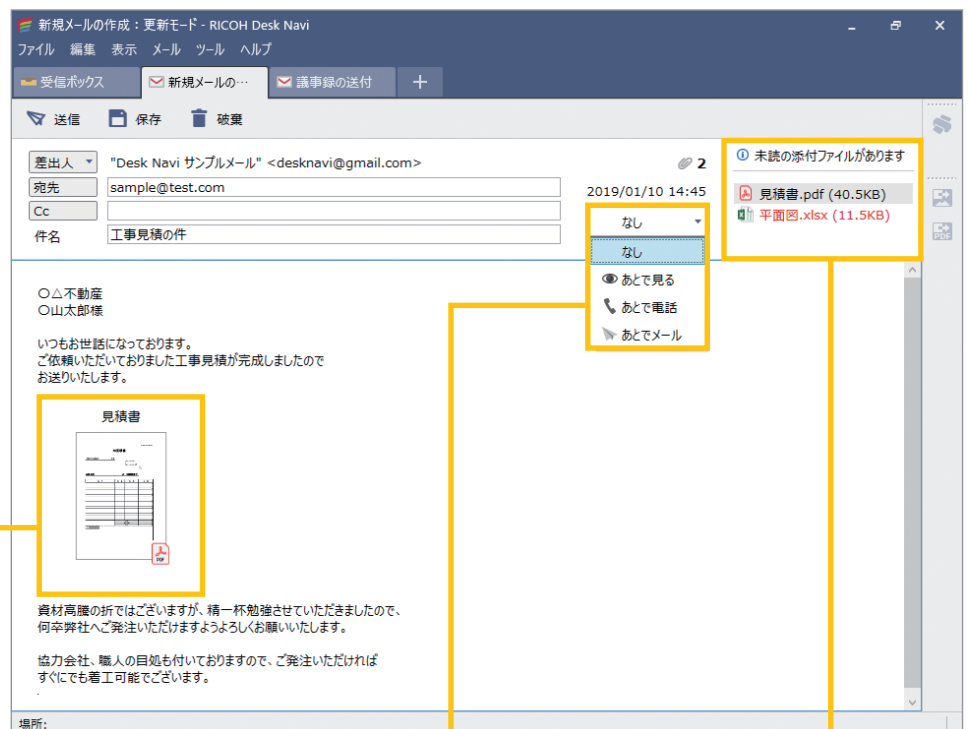 新規メールの作成：更新モード - RICOH Desk Navi
ファイル 編集 表示 メール ツール ヘルプ
受信ボックス 新規メールの… 議事録の送付 +
送信 保存 破棄
差出人 "Desk Navi サンプルメール" <desknavi@gmail.com> 2
宛先 sample@test.com 2019/01/10 14:45
Cc
件名 工事見積の件
なし
なし
あとで見る
あとで電話
あとでメール
未読の添付ファイルがあります
見積書.pdf (40.5KB)
平面図.xlsx (11.5KB)
〇△不動産
〇山太郎様
いつもお世話になっております。
ご依頼いただいておりました工事見積が完成しましたので
お送りいたします。
見積書
PDF
資材高騰の折ではございますが、精一杯勉強させていただきましたので、
何卒弊社へご発注いただけますようよろしくお願いいたします。
協力会社、職人の目処も付いておりますので、ご発注いただければ
すぐにでも着工可能でございます。
PDF
場所: